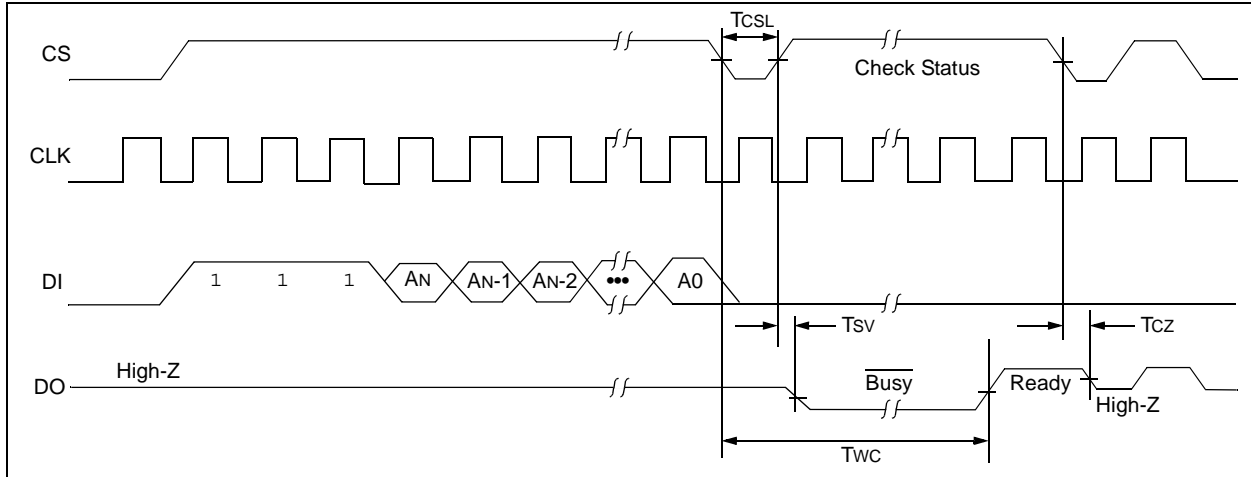 TCSL
CS
Check Status
CLK
DI
1 1 1 AN AN-1 AN-2 ••• A0
TSV
TCZ
High-Z
DO
Busy
Ready
High-Z
TWC